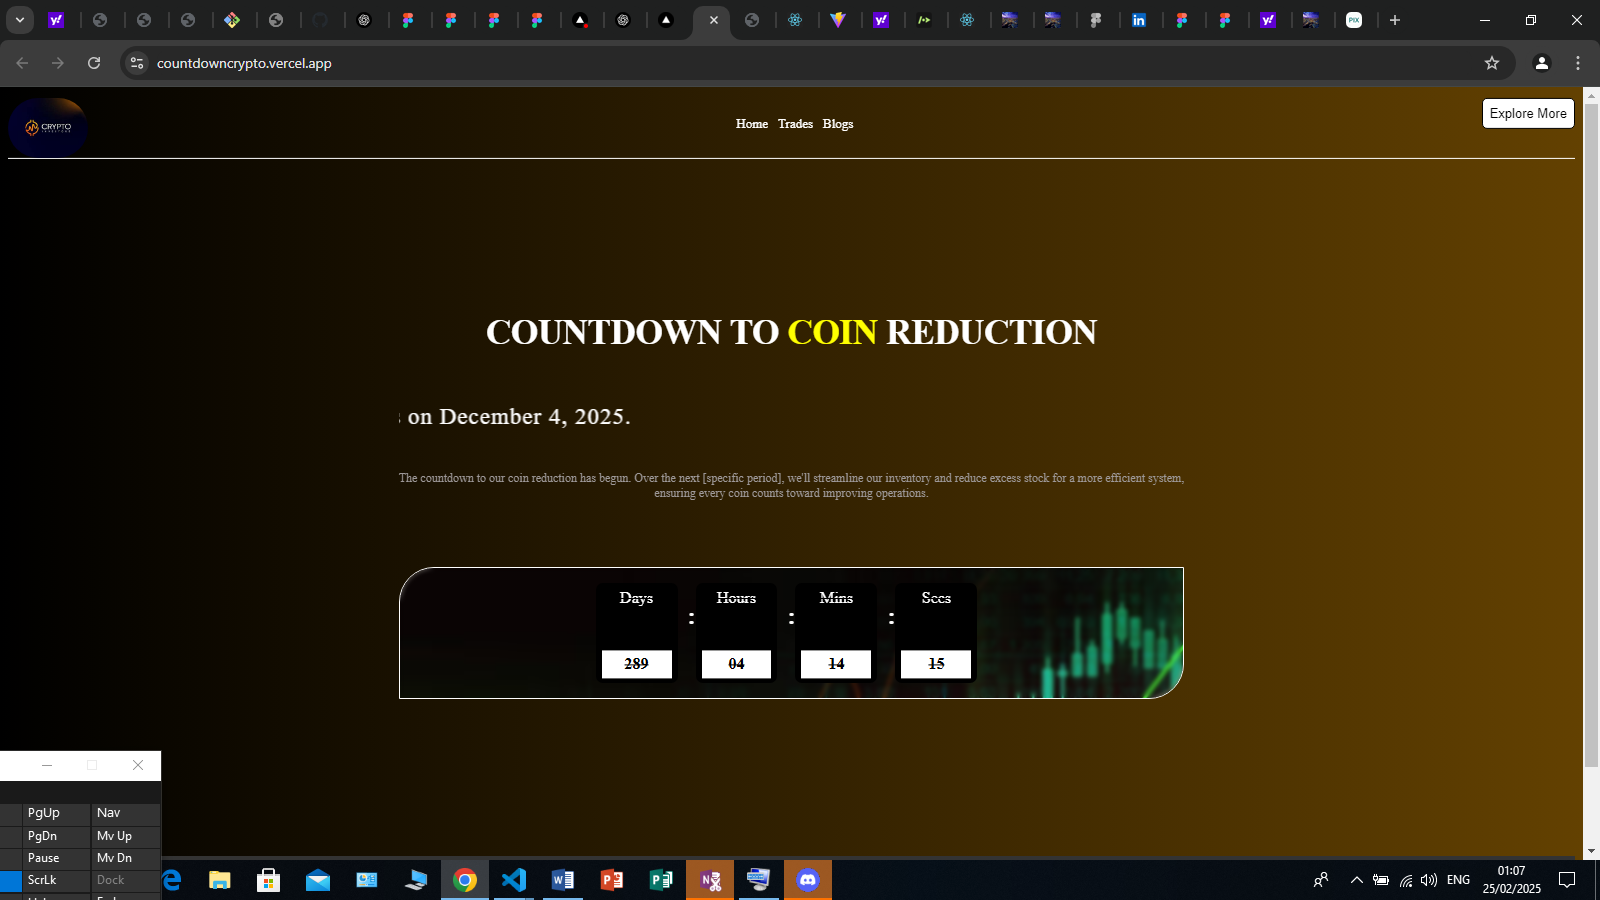 countdowncrypto.vercel.app
CRYPTO
Home Trades Blogs
Explore More
COUNTDOWN TO COIN REDUCTION
on December 4, 2025.
The countdown to our coin reduction has begun. Over the next [specific period], we'll streamline our inventory and reduce excess stock for a more efficient system,
ensuring every coin counts toward improving operations.
Days : Hours : Mins : Secs
289 04 14 15
PgUp Nav
PgDn Mv Up
Pause Mv Dn
ScrLk Dock
ENG
01:07
25/02/2025